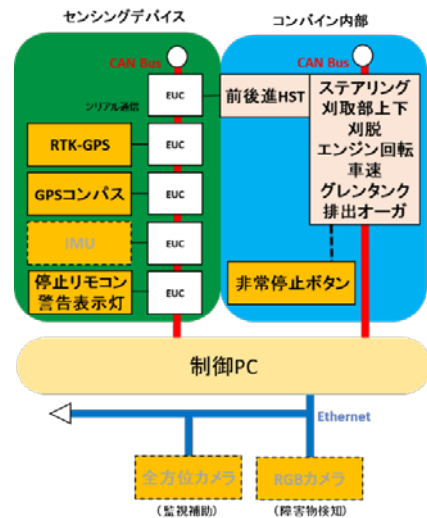 センシングデバイス
コンバイン内部
CAN Bus
CAN Bus
シリアル通信
EUC
前後進HST
ステアリング
刈取部上下
刈脱
エンジン回転
車速
グレンタンク
排出オーガ
RTK-GPS
EUC
GPSコンパス
EUC
IMU
EUC
停止リモコン
警告表示灯
EUC
非常停止ボタン
制御PC
Ethernet
全方位カメラ
RGBカメラ
(監視補助)
(障害物検知)